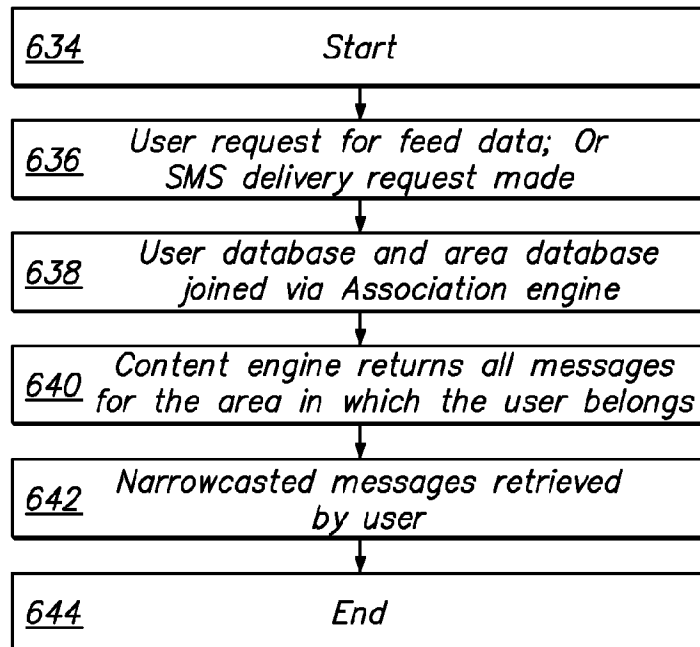 634 Start
636 User request for feed data; Or
SMS delivery request made
638 User database and area database
joined via Association engine
640 Content engine returns all messages
for the area in which the user belongs
642 Narrowcasted messages retrieved
by user
644 End